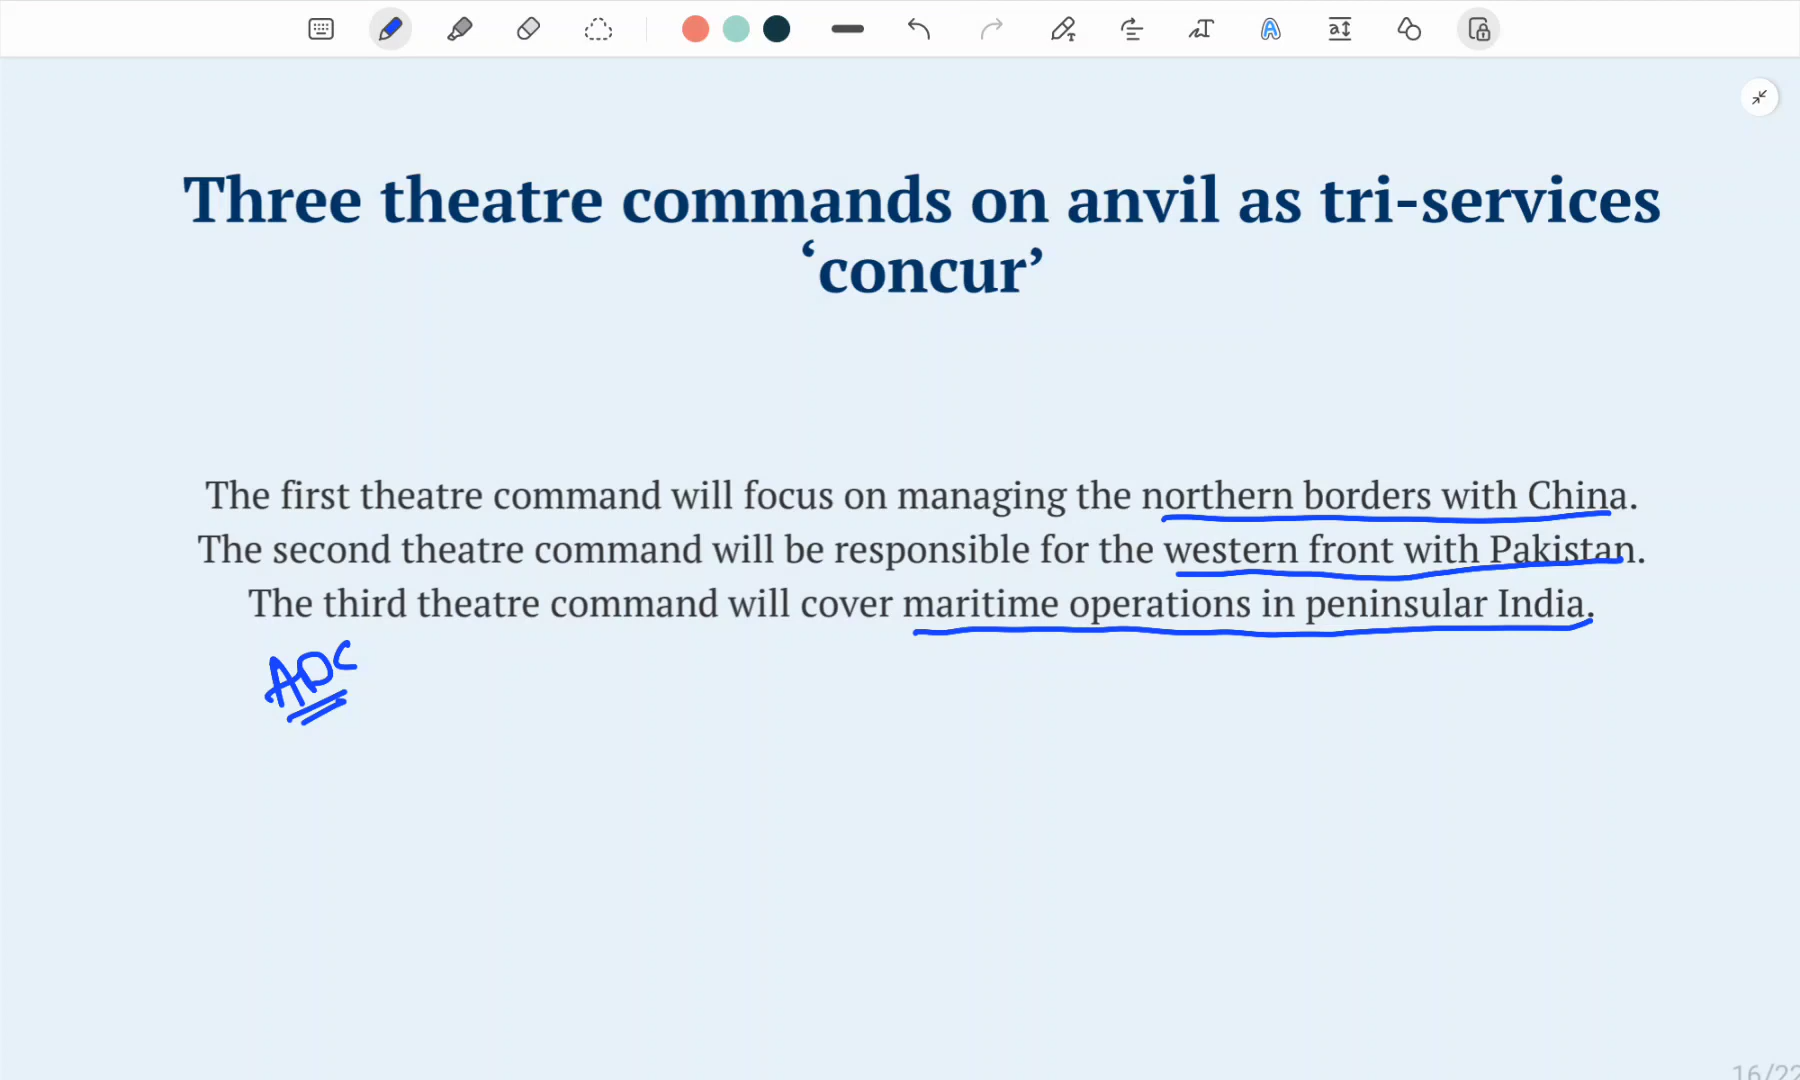 Three theatre commands on anvil as tri-services
‘concur’
The first theatre command will focus on managing the northern borders with China.
The second theatre command will be responsible for the western front with Pakistan.
The third theatre command will cover maritime operations in peninsular India.
ADC
16/22